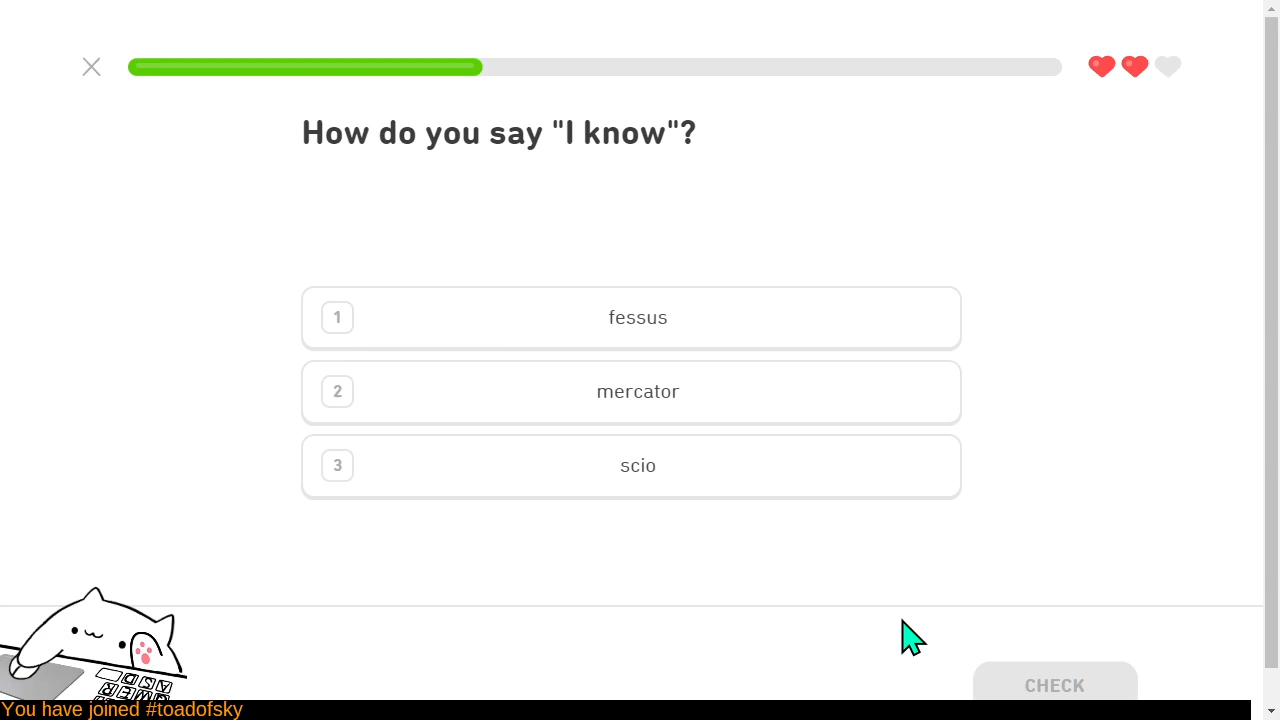 How do you say "I know"?
1 fessus
2 mercator
3 scio
CHECK
You have joined #toadofsky